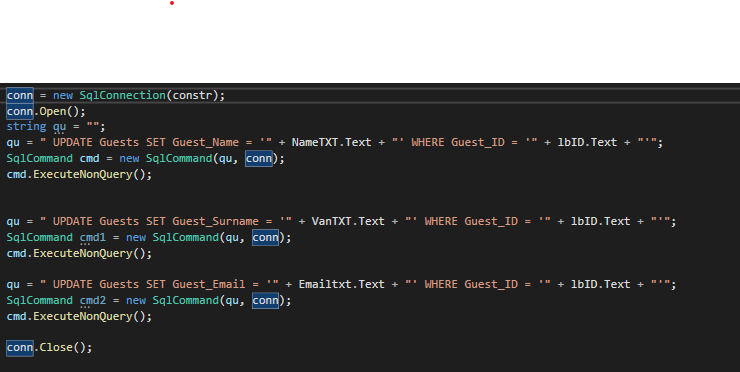 conn = new SqlConnection(constr);
conn.Open();
string qu = "";
qu = " UPDATE Guests SET Guest_Name = '" + NameTXT.Text + "' WHERE Guest_ID = '" + lbID.Text + "'";
SqlCommand cmd = new SqlCommand(qu, conn);
cmd.ExecuteNonQuery();
qu = " UPDATE Guests SET Guest_Surname = '" + VanTXT.Text + "' WHERE Guest_ID = '" + lbID.Text + "'";
SqlCommand cmd1 = new SqlCommand(qu, conn);
cmd.ExecuteNonQuery();
qu = " UPDATE Guests SET Guest_Email = '" + Emailtxt.Text + "' WHERE Guest_ID = '" + lbID.Text + "'";
SqlCommand cmd2 = new SqlCommand(qu, conn);
cmd.ExecuteNonQuery();
conn.Close();